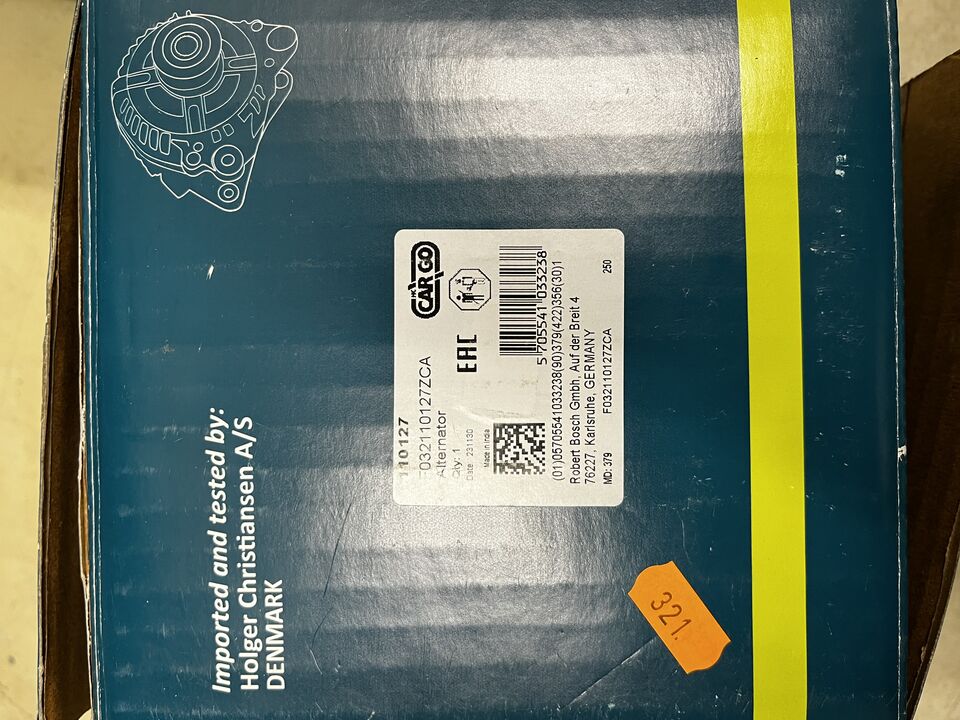 Imported and tested by:
Holger Christiansen A/S
DENMARK
110127
F032110127ZCA
Alternator
Qty: 1
Date: 231130
Made in India
HC
CARGO
EAC
5 705541 033238
(01)05705541033238(90)379(422)356(30)1
Robert Bosch Gmbh, Auf der Breit 4
76227, Karlsruhe, GERMANY
MD: 379 F032110127ZCA 250
321.